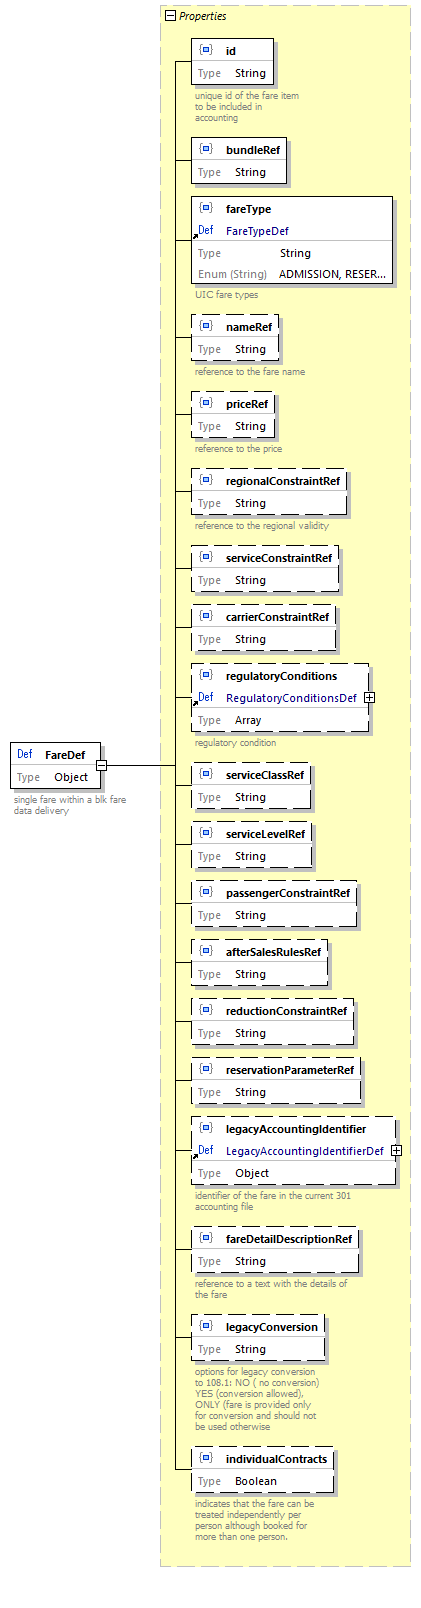 Properties
id
Type String
unique id of the fare item
to be included in
accounting
bundleRef
Type String
fareType
Def FareTypeDef
Type String
Enum (String) ADMISSION, RESER...
UIC fare types
nameRef
Type String
reference to the fare name
priceRef
Type String
reference to the price
regionalConstraintRef
Type String
reference to the regional validity
serviceConstraintRef
Type String
carrierConstraintRef
Type String
regulatoryConditions
Def RegulatoryConditionsDef
Type Array
regulatory condition
Def FareDef
Type Object
single fare within a blk fare
data delivery
serviceClassRef
Type String
serviceLevelRef
Type String
passengerConstraintRef
Type String
afterSalesRulesRef
Type String
reductionConstraintRef
Type String
reservationParameterRef
Type String
legacyAccountingIdentifier
Def LegacyAccountingIdentifierDef
Type Object
identifier of the fare in the current 301
accounting file
fareDetailDescriptionRef
Type String
reference to a text with the details of
the fare
legacyConversion
Type String
options for legacy conversion
to 108.1: NO ( no conversion)
YES (conversion allowed),
ONLY (fare is provided only
for conversion and should not
be used otherwise
individualContracts
Type Boolean
indicates that the fare can be
treated independently per
person although booked for
more than one person.